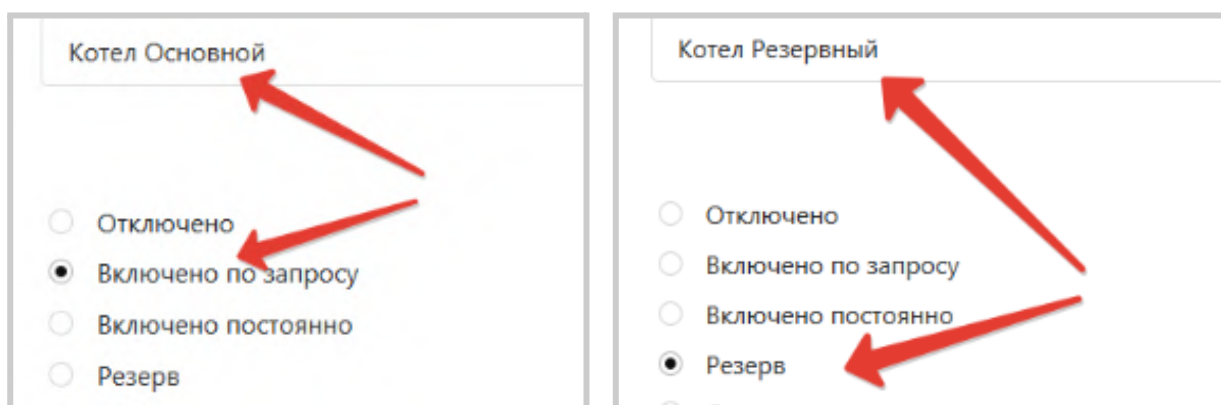 Котел Основной
Отключено
Включено по запросу
Включено постоянно
Резерв
Котел Резервный
Отключено
Включено по запросу
Включено постоянно
Резерв